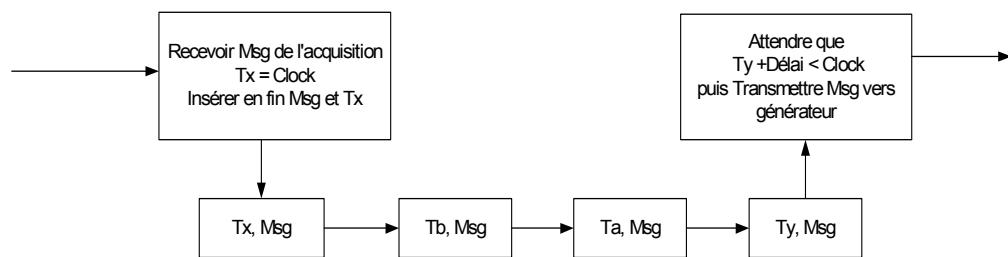 Recevoir Msg de l'acquisition
Tx = Clock
Insérer en fin Msg et Tx
Attendre que
Ty +Délai < Clock
puis Transmettre Msg vers
générateur
Tx, Msg
Tb, Msg
Ta, Msg
Ty, Msg